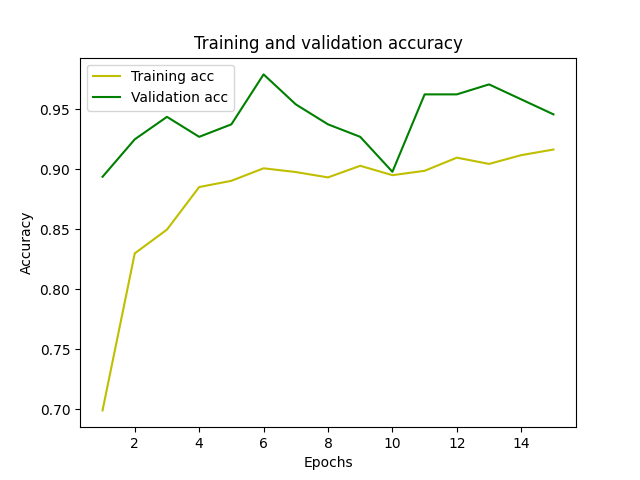 Training and validation accuracy
Training acc
Validation acc
0.95
0.90
0.85
0.80
0.75
0.70
Accuracy
2 4 6 8 10 12 14
Epochs